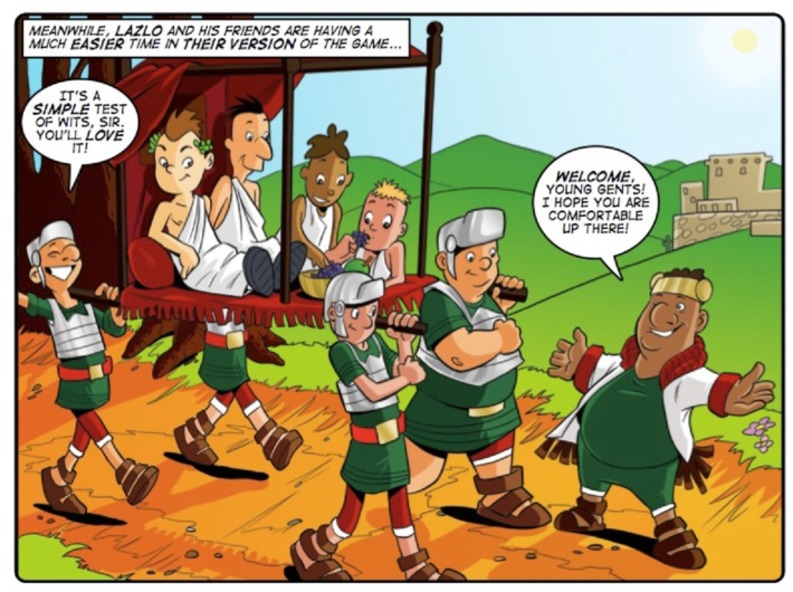 MEANWHILE, LAZLO AND HIS FRIENDS ARE HAVING A
MUCH EASIER TIME IN THEIR VERSION OF THE GAME...
IT'S A
SIMPLE TEST
OF WITS, SIR.
YOU'LL LOVE
IT!
WELCOME,
YOUNG GENTS!
I HOPE YOU ARE
COMFORTABLE
UP THERE!